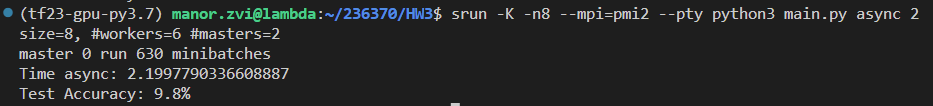 (tf23-gpu-py3.7) manor.zvi@lambda:~/236370/HW3$ srun -K -n8 --mpi=pmi2 --pty python3 main.py async 2
size=8, #workers=6 #masters=2
master 0 run 630 minibatches
Time async: 2.1997790336608887
Test Accuracy: 9.8%